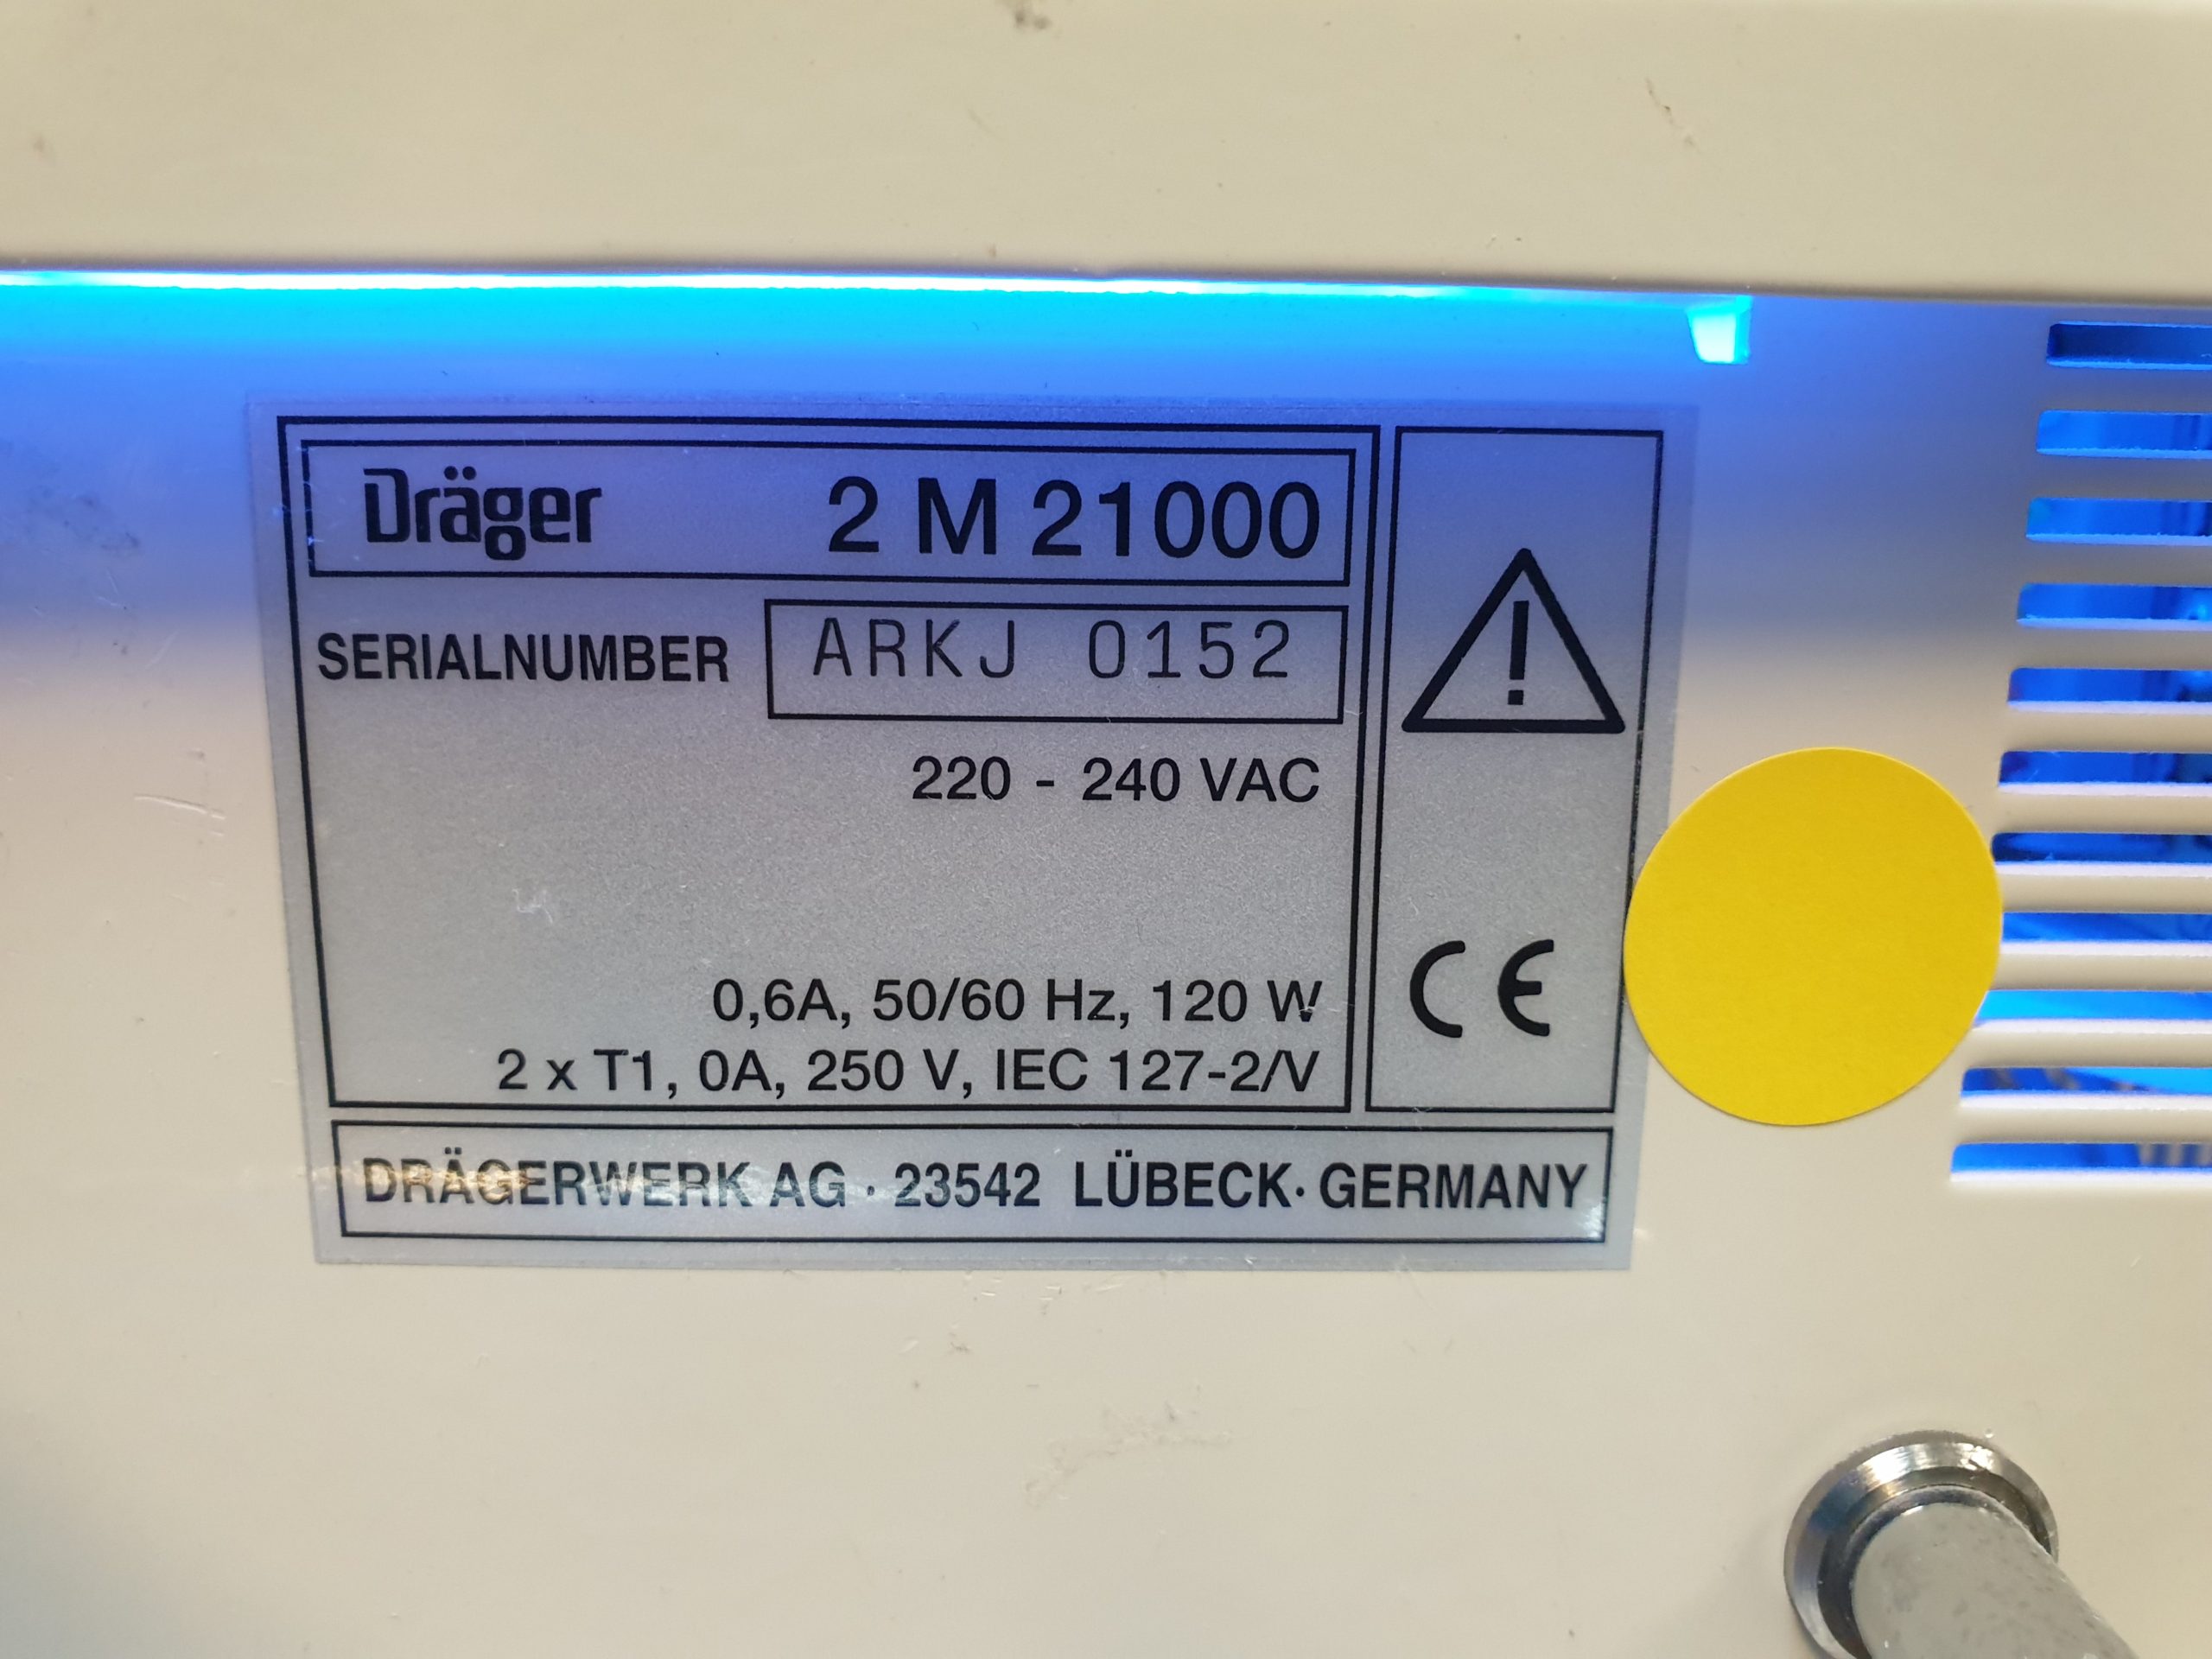 Dräger 2 M 21000
SERIALNUMBER ARKJ 0152
220 - 240 VAC
0,6A, 50/60 Hz, 120 W
2 x T1, 0A, 250 V, IEC 127-2/V
CE
DRÄGERWERK AG · 23542 LÜBECK · GERMANY